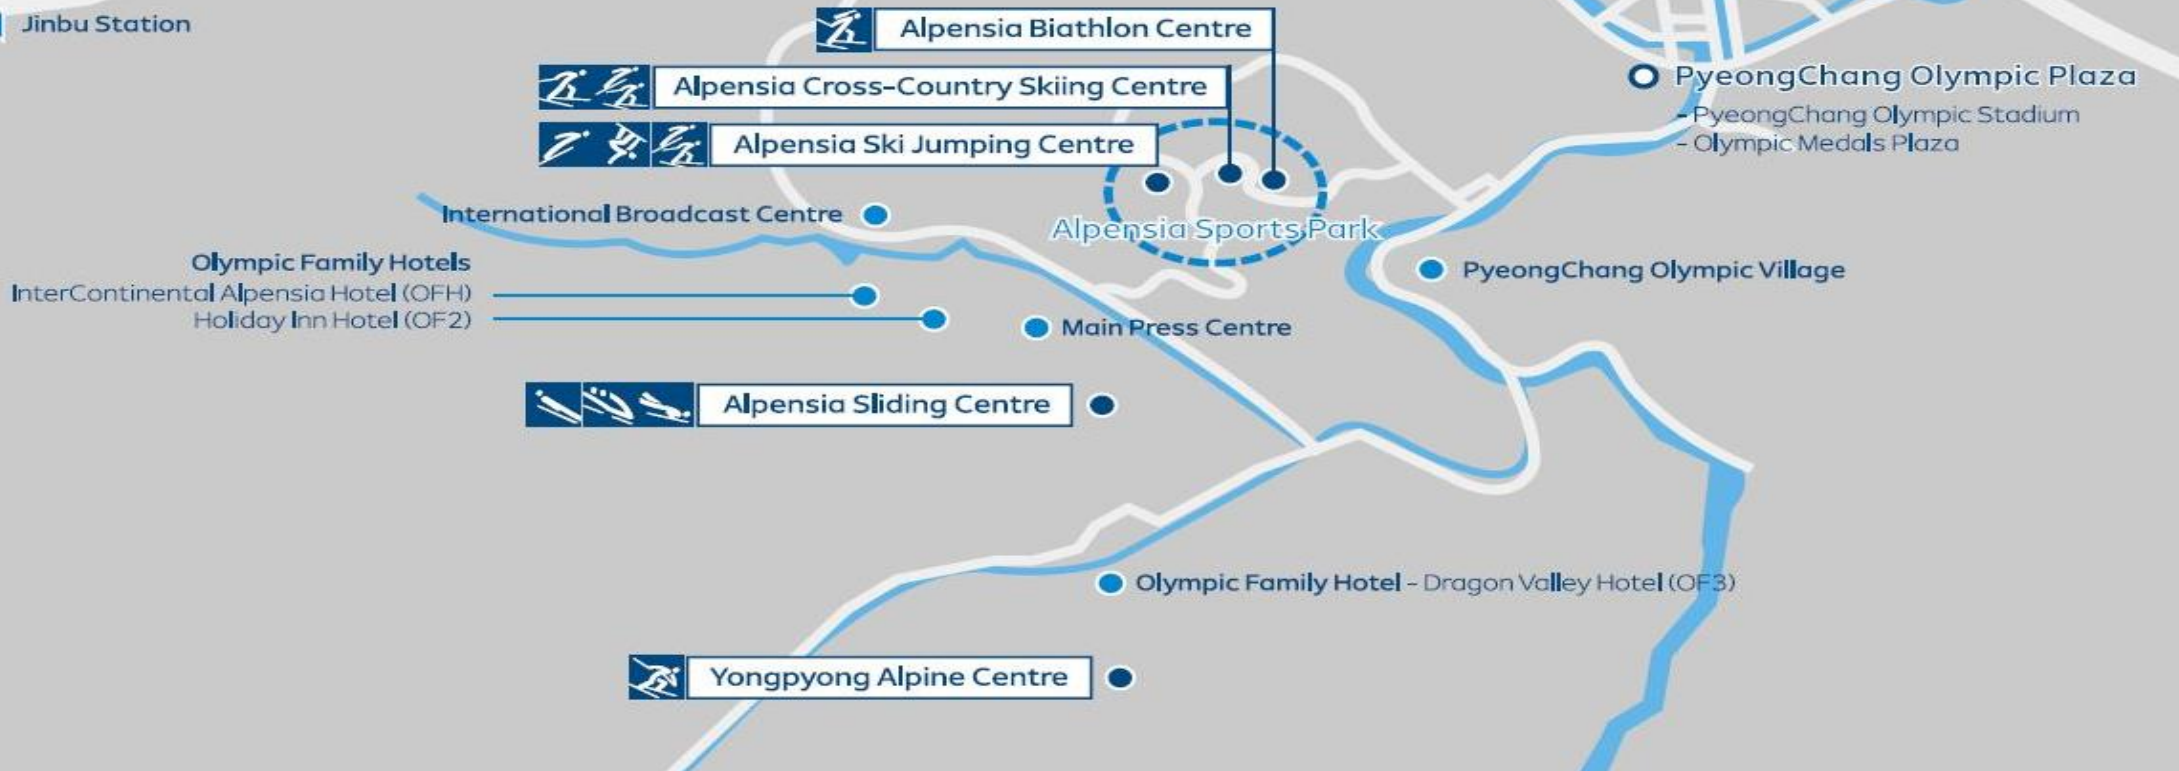 Jinbu Station
Alpensia Biathlon Centre
Alpensia Cross-Country Skiing Centre
PyeongChang Olympic Plaza
- PyeongChang Olympic Stadium
- Olympic Medals Plaza
Alpensia Ski Jumping Centre
International Broadcast Centre
Alpensia Sports Park
Olympic Family Hotels
InterContinental Alpensia Hotel (OFH)
Holiday Inn Hotel (OF2)
PyeongChang Olympic Village
Main Press Centre
Alpensia Sliding Centre
Olympic Family Hotel - Dragon Valley Hotel (OF3)
Yongpyong Alpine Centre